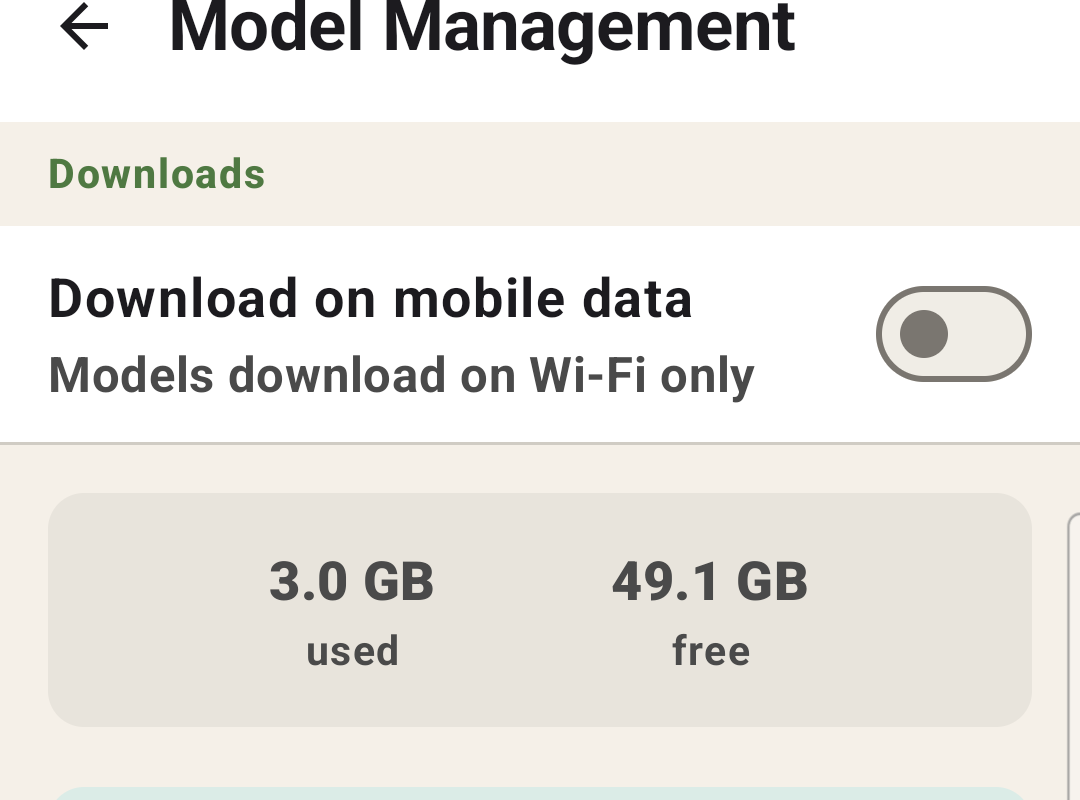 Model Management
Downloads
Download on mobile data
Models download on Wi-Fi only
3.0 GB
49.1 GB
used
free